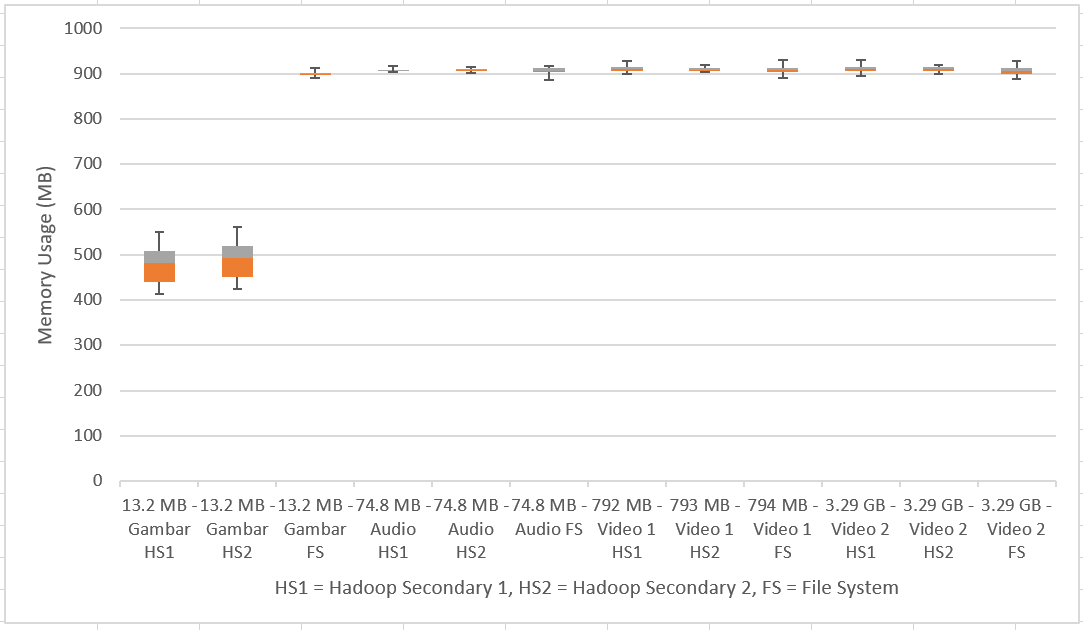 1000
900
800
700
600
500
400
300
200
100
0
Memory Usage (MB)
13.2 MB - Gambar HS1
13.2 MB - Gambar HS2
13.2 MB - Gambar FS
74.8 MB - Audio HS1
74.8 MB - Audio HS2
74.8 MB - Audio FS
792 MB - Video 1 HS1
793 MB - Video 1 HS2
794 MB - Video 1 FS
3.29 GB - Video 2 HS1
3.29 GB - Video 2 HS2
3.29 GB - Video 2 FS
HS1 = Hadoop Secondary 1, HS2 = Hadoop Secondary 2, FS = File System